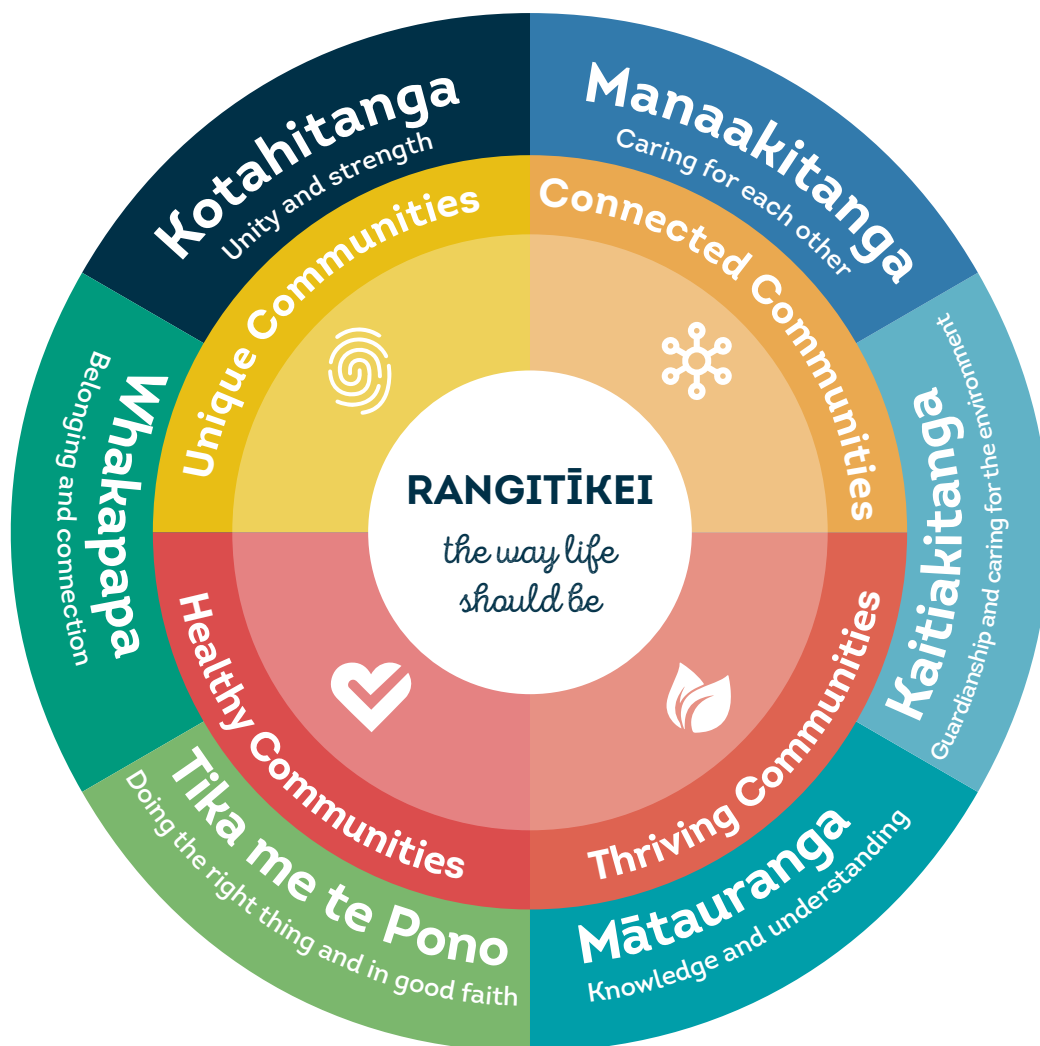 Kotahitanga
Unity and strength
Manaakitanga
Caring for each other
Kaitiakitanga
Guardianship and caring for the environment
Mātauranga
Knowledge and understanding
Tika me te Pono
Doing the right thing and in good faith
Whakapapa
Belonging and connection
Unique Communities
Connected Communities
Thriving Communities
Healthy Communities
RANGITĪKEI
the way life
should be